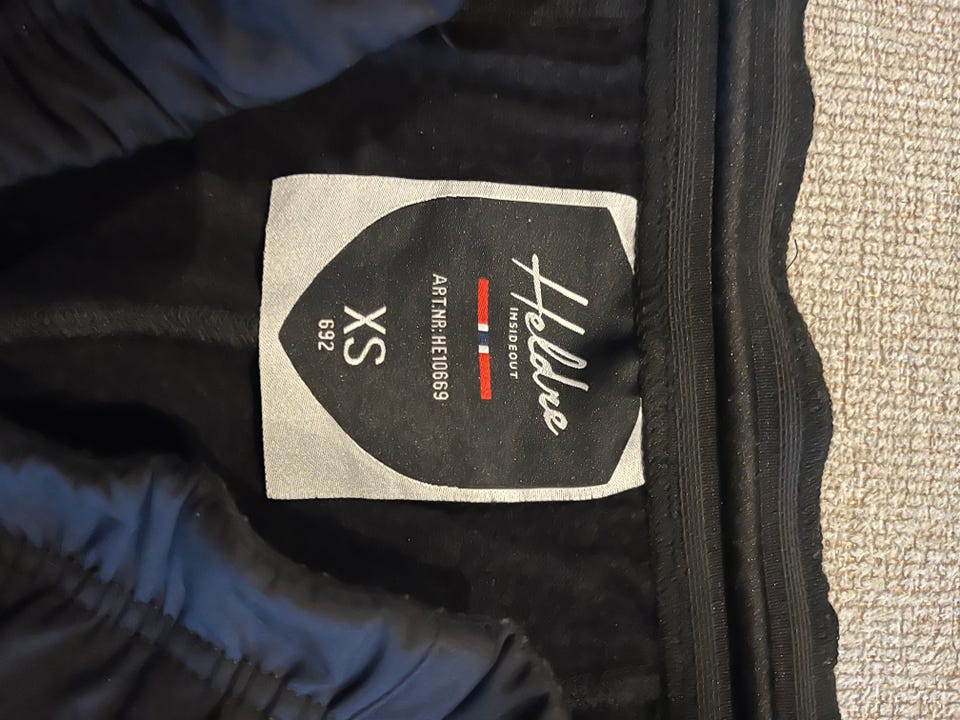 Heldre
INSIDEOUT
ART.NR: HE10669
XS
692